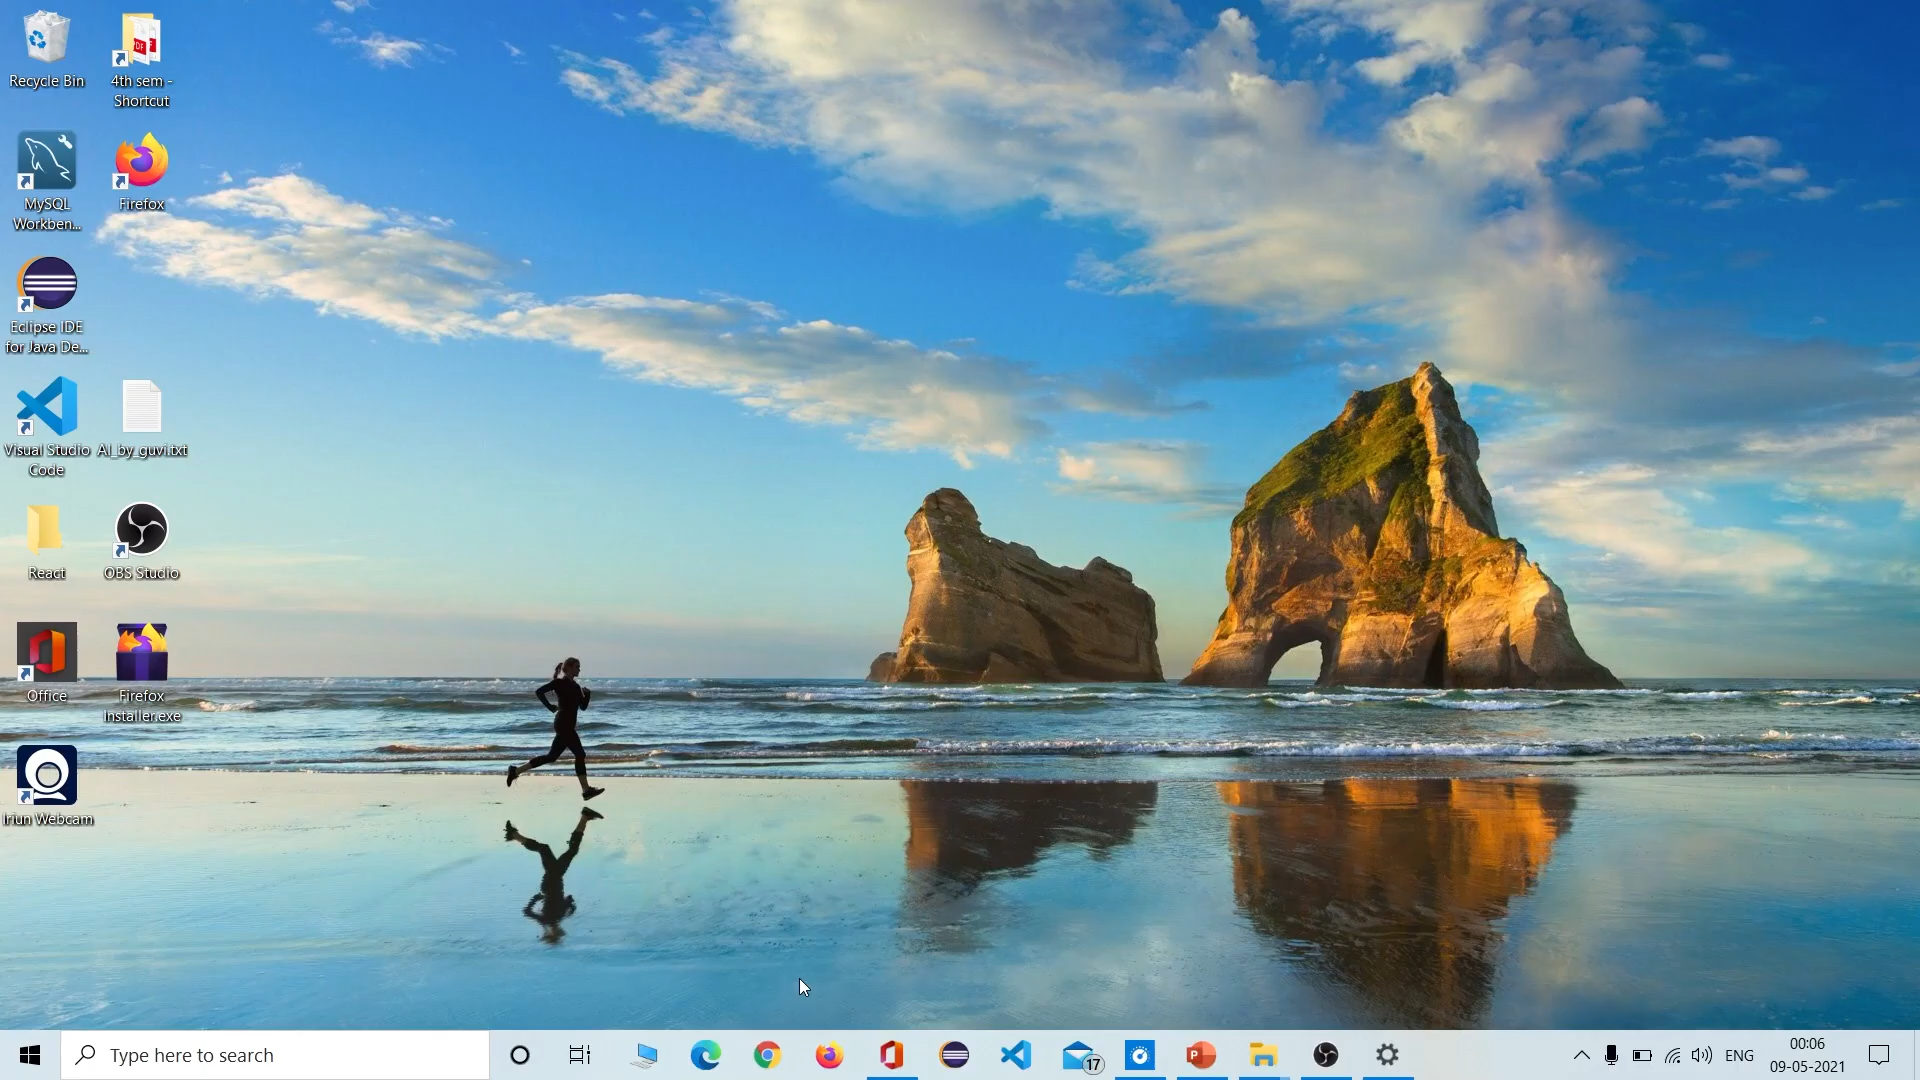 Recycle Bin
4th sem -
Shortcut
MySQL
Workben...
Firefox
Eclipse IDE
for Java De...
Visual Studio
Code
AI_by_guvi.txt
React
OBS Studio
Office
Firefox
Installer.exe
Iriun Webcam
Type here to search
17
ENG
00:06
09-05-2021